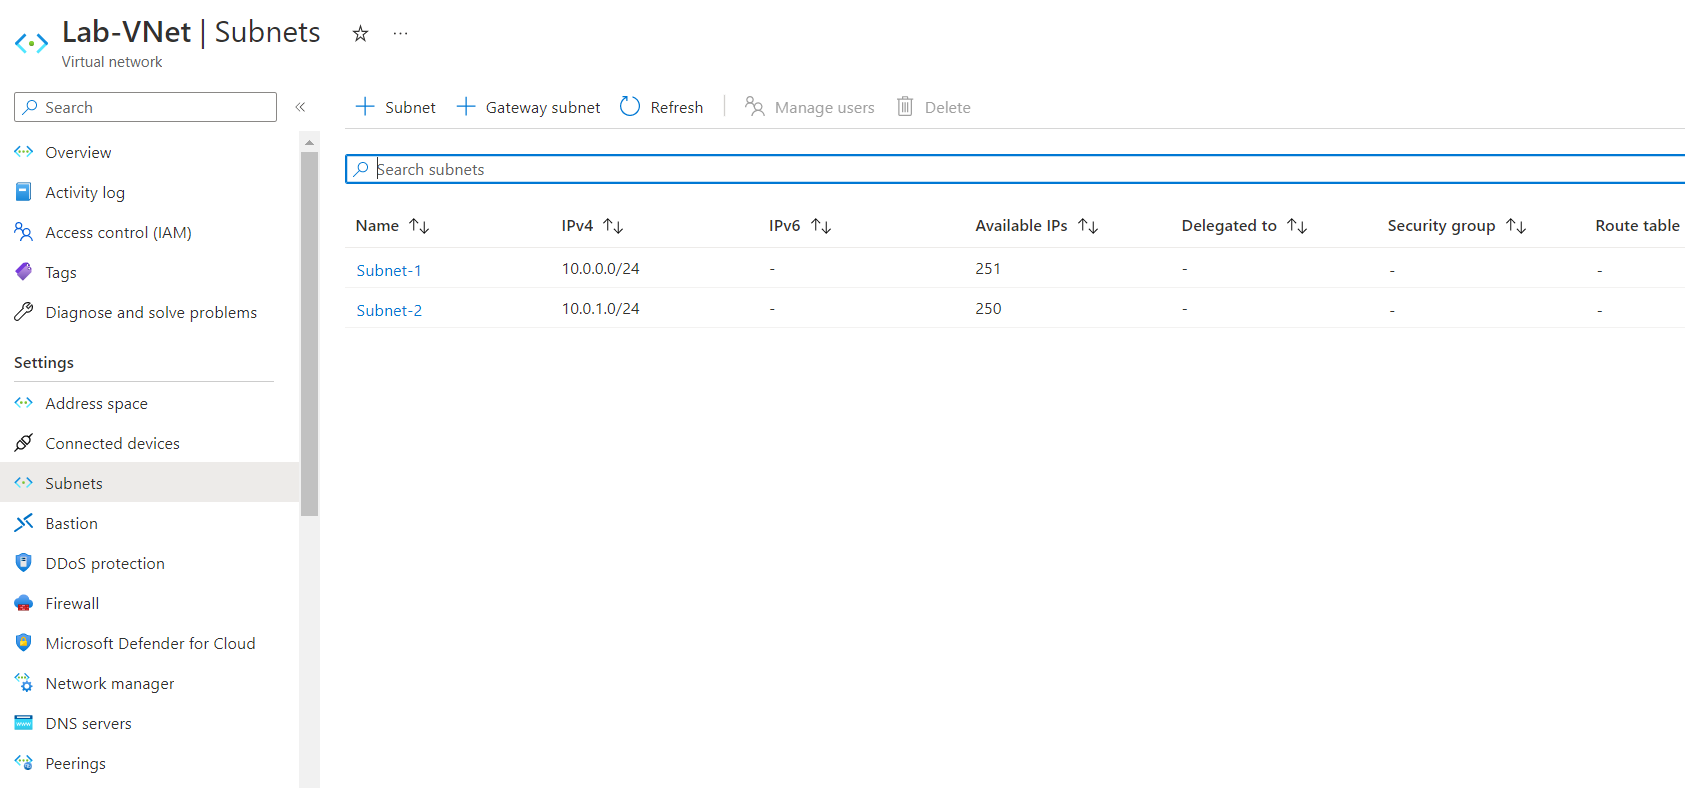 Lab-VNet | Subnets
Virtual network
Search
Overview
Activity log
Access control (IAM)
Tags
Diagnose and solve problems
Settings
Address space
Connected devices
Subnets
Bastion
DDoS protection
Firewall
Microsoft Defender for Cloud
Network manager
DNS servers
Peerings
Subnet Gateway subnet Refresh Manage users Delete
Search subnets
Name IPv4 IPv6 Available IPs Delegated to Security group Route table
Subnet-1 10.0.0.0/24 - 251 - - -
Subnet-2 10.0.1.0/24 - 250 - - -